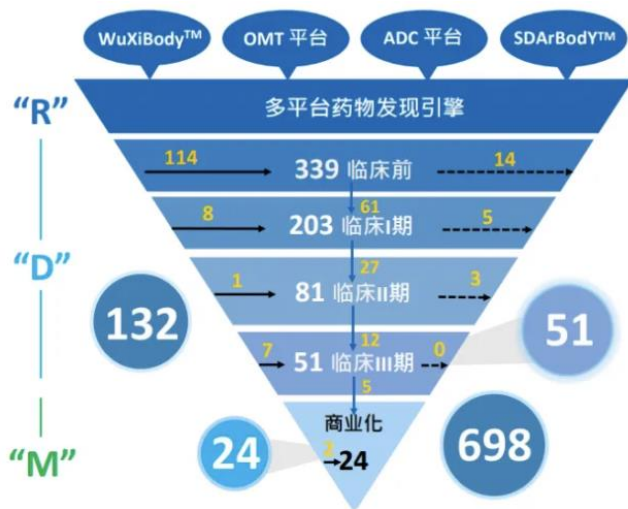 WuXiBody™
OMT 平台
ADC 平台
SDArBodY™
“R”
多平台药物发现引擎
114
339 临床前
14
61
8
203 临床I期
5
“D”
27
1
81 临床II期
3
132
51
12
7
51 临床III期
0
5
商业化
“M”
24
2
24
698